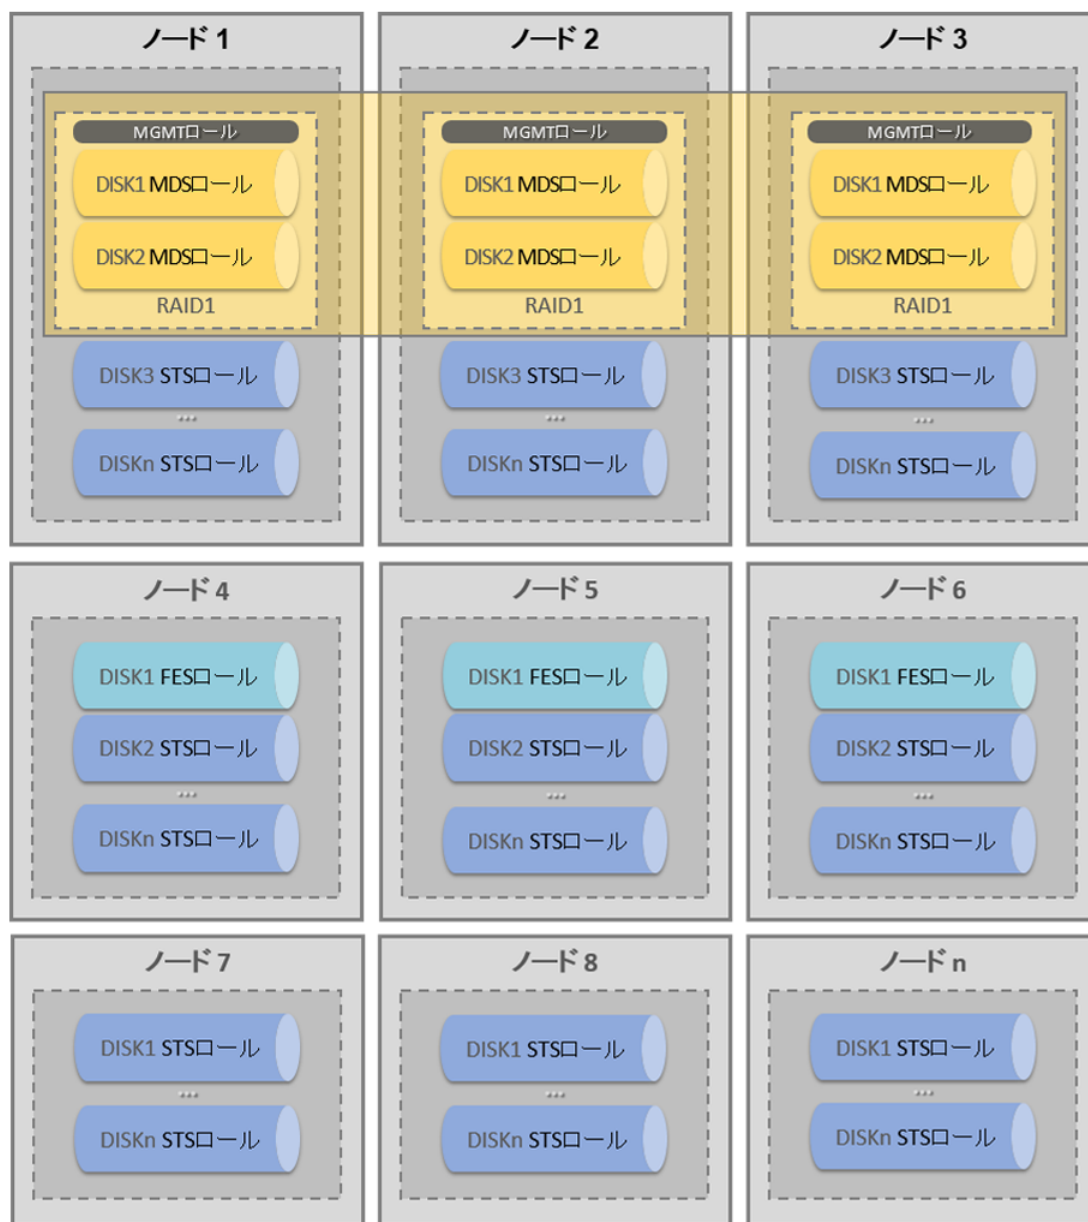 ノード 1
MGMTロール
DISK1 MDSロール
DISK2 MDSロール
RAID1
DISK3 STSロール
...
DISKn STSロール
ノード 2
MGMTロール
DISK1 MDSロール
DISK2 MDSロール
RAID1
DISK3 STSロール
...
DISKn STSロール
ノード 3
MGMTロール
DISK1 MDSロール
DISK2 MDSロール
RAID1
DISK3 STSロール
...
DISKn STSロール
ノード 4
DISK1 FESロール
DISK2 STSロール
...
DISKn STSロール
ノード 5
DISK1 FESロール
DISK2 STSロール
...
DISKn STSロール
ノード 6
DISK1 FESロール
DISK2 STSロール
...
DISKn STSロール
ノード 7
DISK1 STSロール
...
DISKn STSロール
ノード 8
DISK1 STSロール
...
DISKn STSロール
ノード n
DISK1 STSロール
...
DISKn STSロール